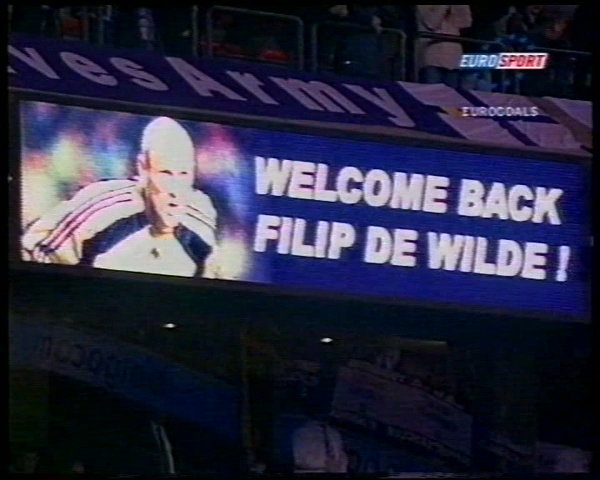 EUROSPORT
vesArmy
EUROGOALS
WELCOME BACK
FILIP DE WILDE !